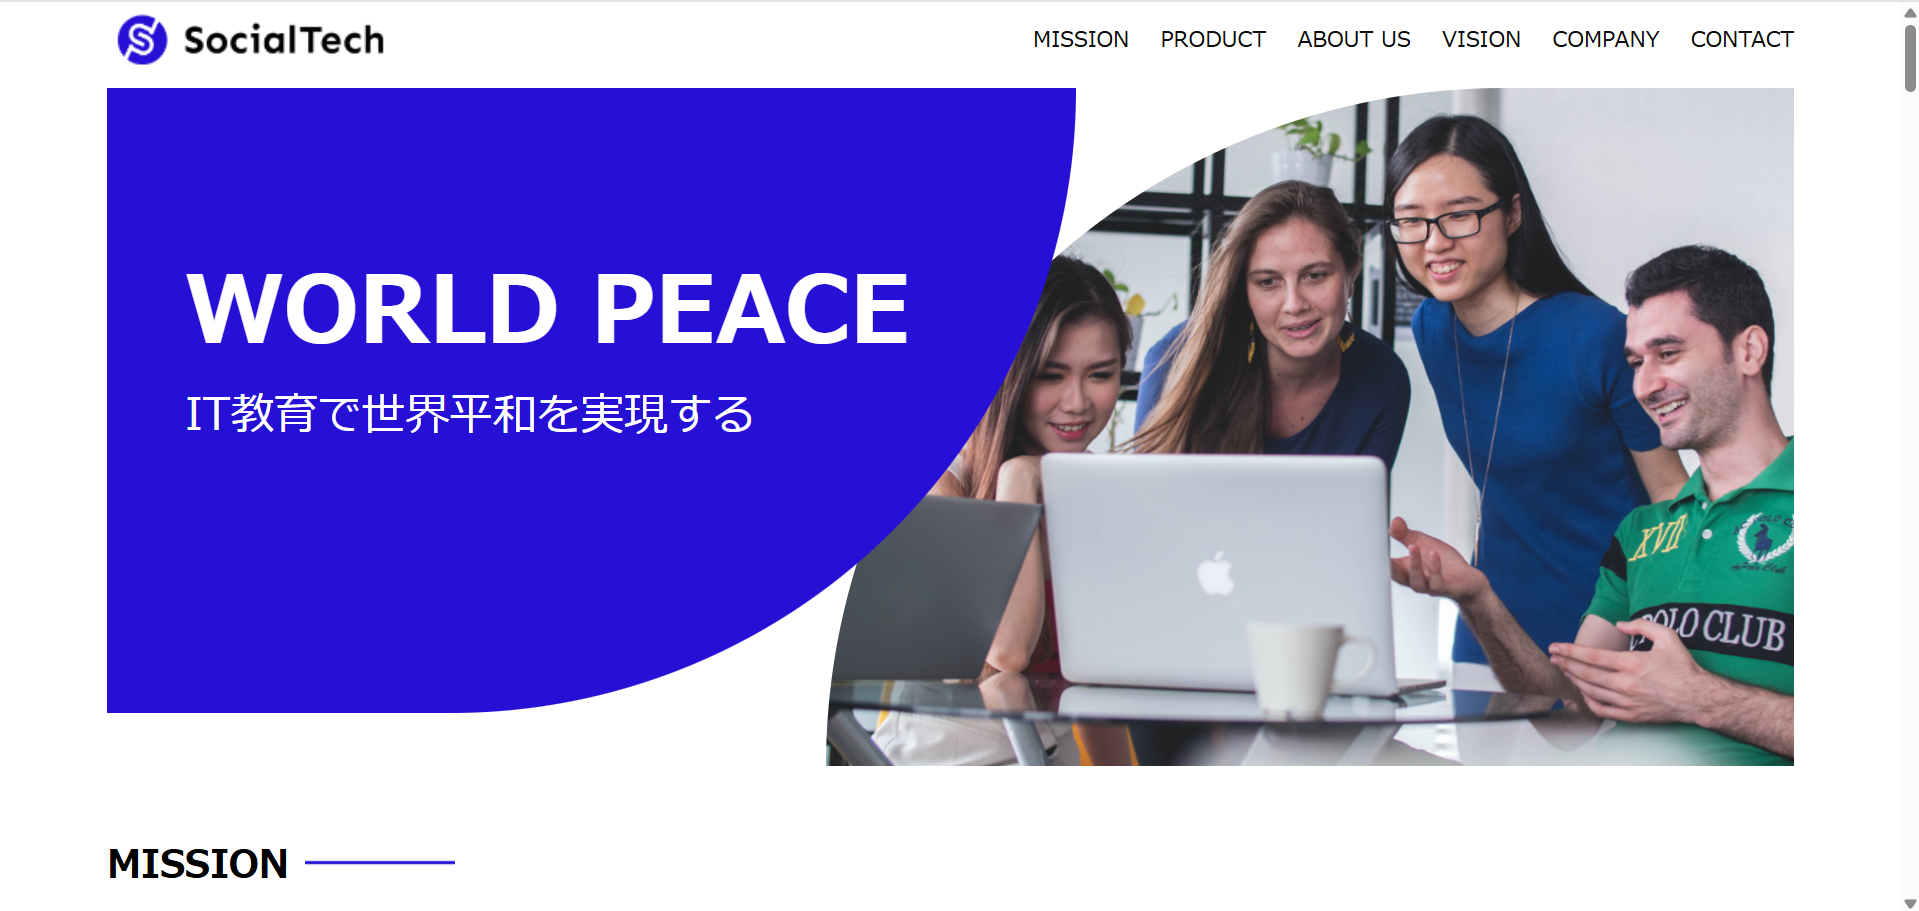 SocialTech
MISSION PRODUCT ABOUT US VISION COMPANY CONTACT
WORLD PEACE
IT教育で世界平和を実現する
XVII
POLO CLUB
MISSION